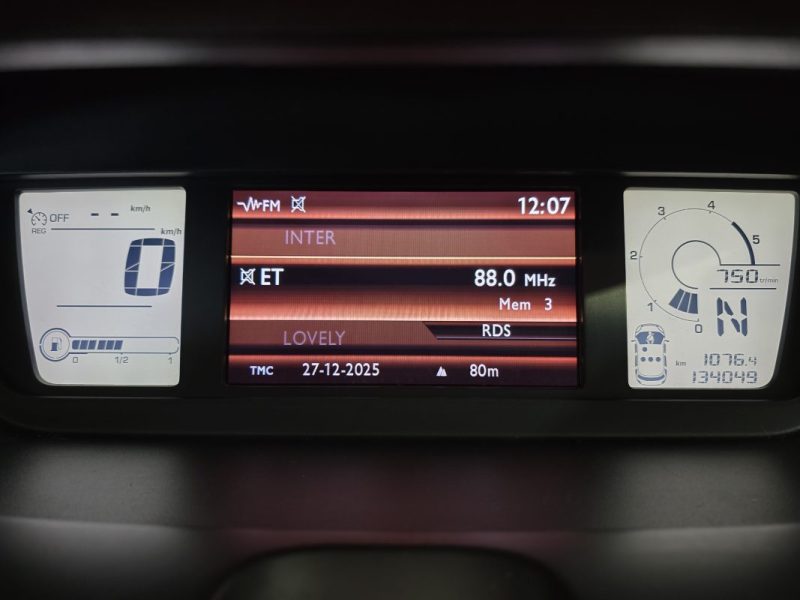 OFF -- km/h
REG
km/h
0
0 1/2 1
FM 12:07
INTER
ET 88.0 MHz
Mem 3
LOVELY RDS
TMC 27-12-2025 80m
3 4
2 5
750 tr/min
1 0
N
km 1076.4
134049